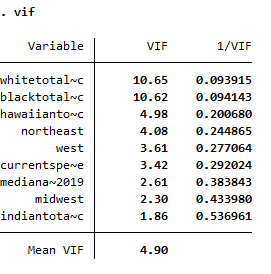 . vif
Variable VIF 1/VIF
whitetotal~c 10.65 0.093915
blacktotal~c 10.62 0.094143
hawaiianto~c 4.98 0.200680
northeast 4.08 0.244865
west 3.61 0.277064
currentspe~e 3.42 0.292024
mediana~2019 2.61 0.383843
midwest 2.30 0.433980
indiantota~c 1.86 0.536961
Mean VIF 4.90